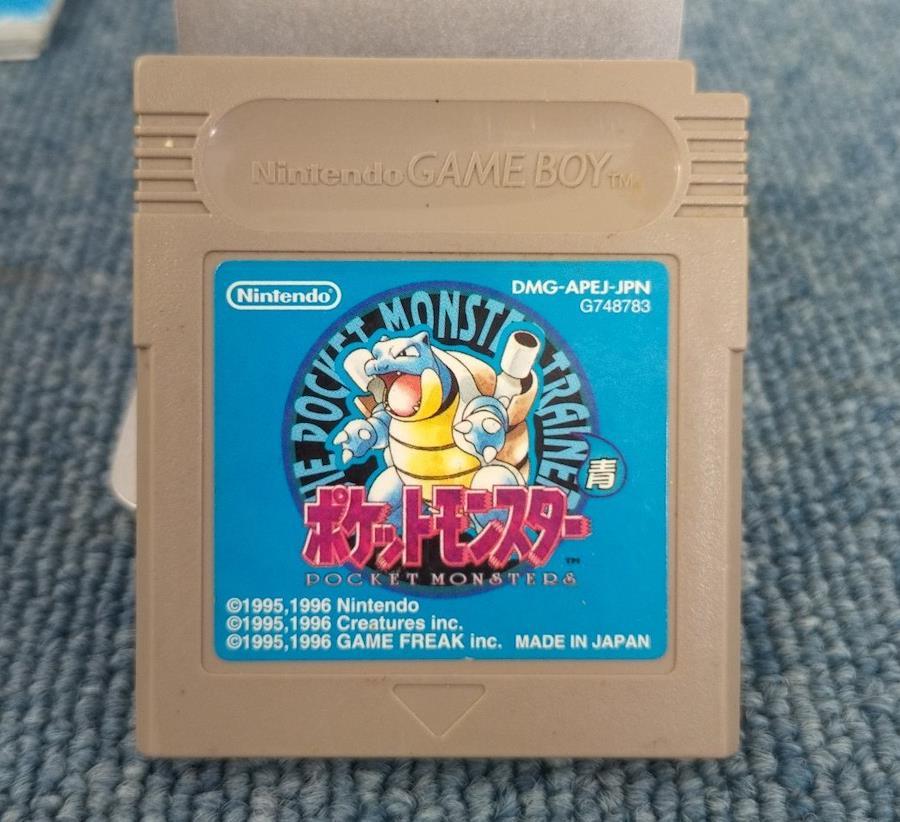 Nintendo GAME BOY TM
Nintendo®
DMG-APEJ-JPN
G748783
THE POCKET MONSTER TRAINER
青
ポケットモンスター
TM
POCKET MONSTERS
©1995,1996 Nintendo
©1995,1996 Creatures inc.
©1995,1996 GAME FREAK inc. MADE IN JAPAN